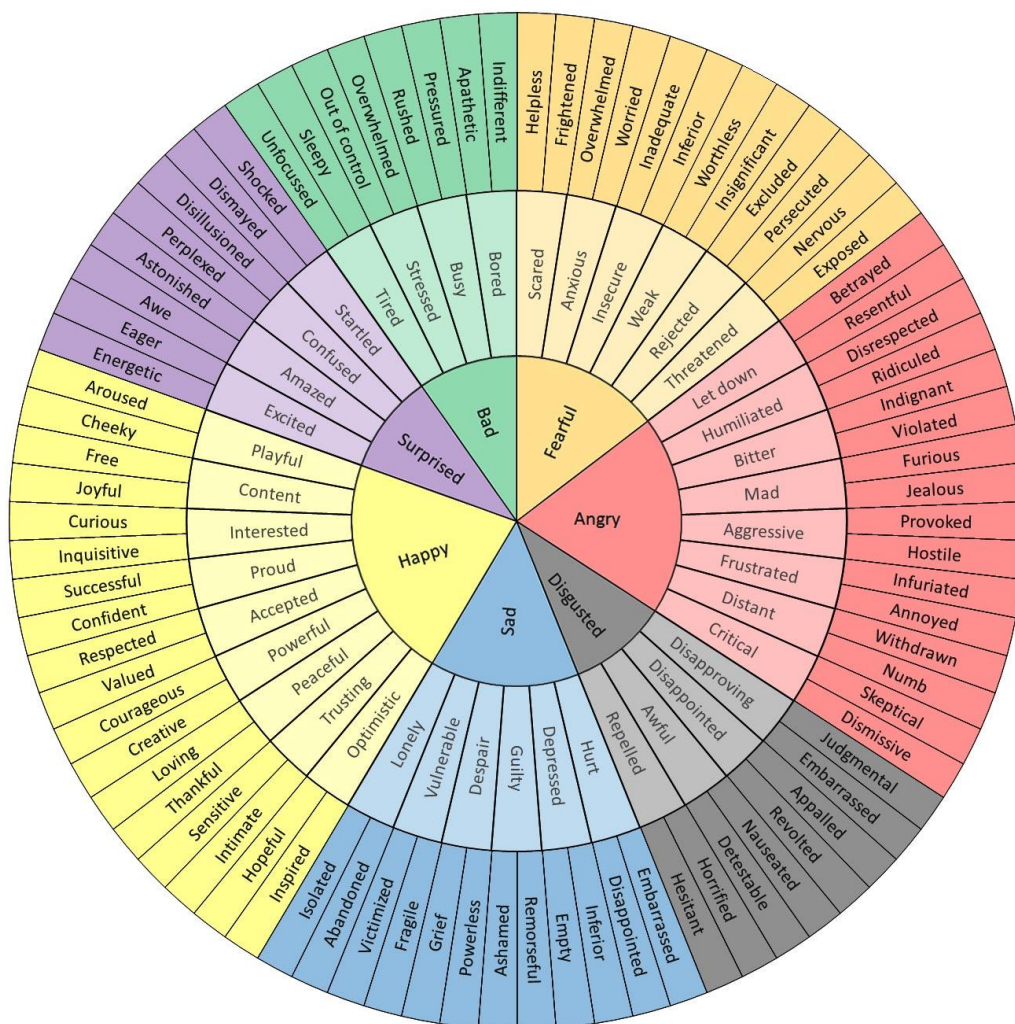 Fearful
Angry
Disgusted
Sad
Happy
Surprised
Bad
Scared
Anxious
Insecure
Weak
Rejected
Threatened
Let down
Humiliated
Bitter
Mad
Aggressive
Frustrated
Distant
Critical
Disapproving
Disappointed
Awful
Repelled
Hurt
Depressed
Guilty
Despair
Vulnerable
Lonely
Optimistic
Trusting
Peaceful
Powerful
Accepted
Proud
Interested
Content
Playful
Excited
Amazed
Confused
Startled
Tired
Stressed
Busy
Bored
Helpless
Frightened
Overwhelmed
Worried
Inadequate
Inferior
Worthless
Insignificant
Excluded
Persecuted
Nervous
Exposed
Betrayed
Resentful
Disrespected
Ridiculed
Indignant
Violated
Furious
Jealous
Provoked
Hostile
Infuriated
Annoyed
Withdrawn
Numb
Skeptical
Dismissive
Judgmental
Embarrassed
Appalled
Revolted
Nauseated
Detestable
Horrified
Hesitant
Embarrassed
Disappointed
Inferior
Empty
Remorseful
Ashamed
Powerless
Grief
Fragile
Victimized
Abandoned
Isolated
Inspired
Hopeful
Intimate
Sensitive
Thankful
Loving
Creative
Courageous
Valued
Respected
Confident
Successful
Inquisitive
Curious
Joyful
Free
Cheeky
Aroused
Energetic
Eager
Awe
Astonished
Perplexed
Disillusioned
Dismayed
Shocked
Unfocussed
Sleepy
Out of control
Overwhelmed
Rushed
Pressured
Apathetic
Indifferent